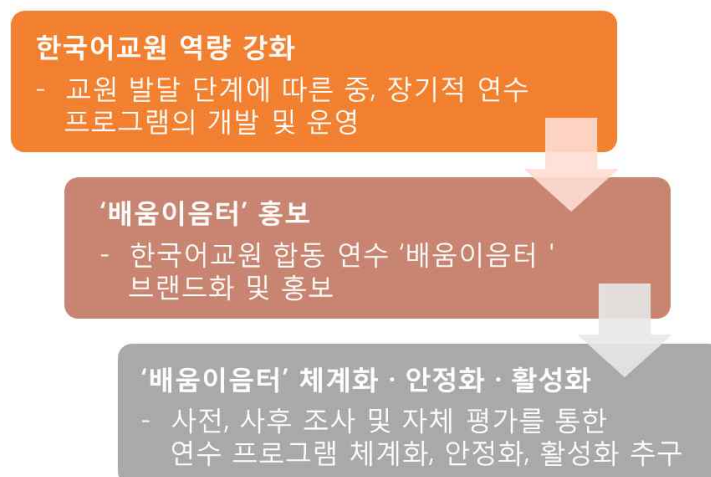 한국어교원 역량 강화
- 교원 발달 단계에 따른 중, 장기적 연수
프로그램의 개발 및 운영
‘배움이음터’ 홍보
- 한국어교원 합동 연수 ‘배움이음터 '
브랜드화 및 홍보
‘배움이음터’ 체계화 · 안정화 · 활성화
- 사전, 사후 조사 및 자체 평가를 통한
연수 프로그램 체계화, 안정화, 활성화 추구